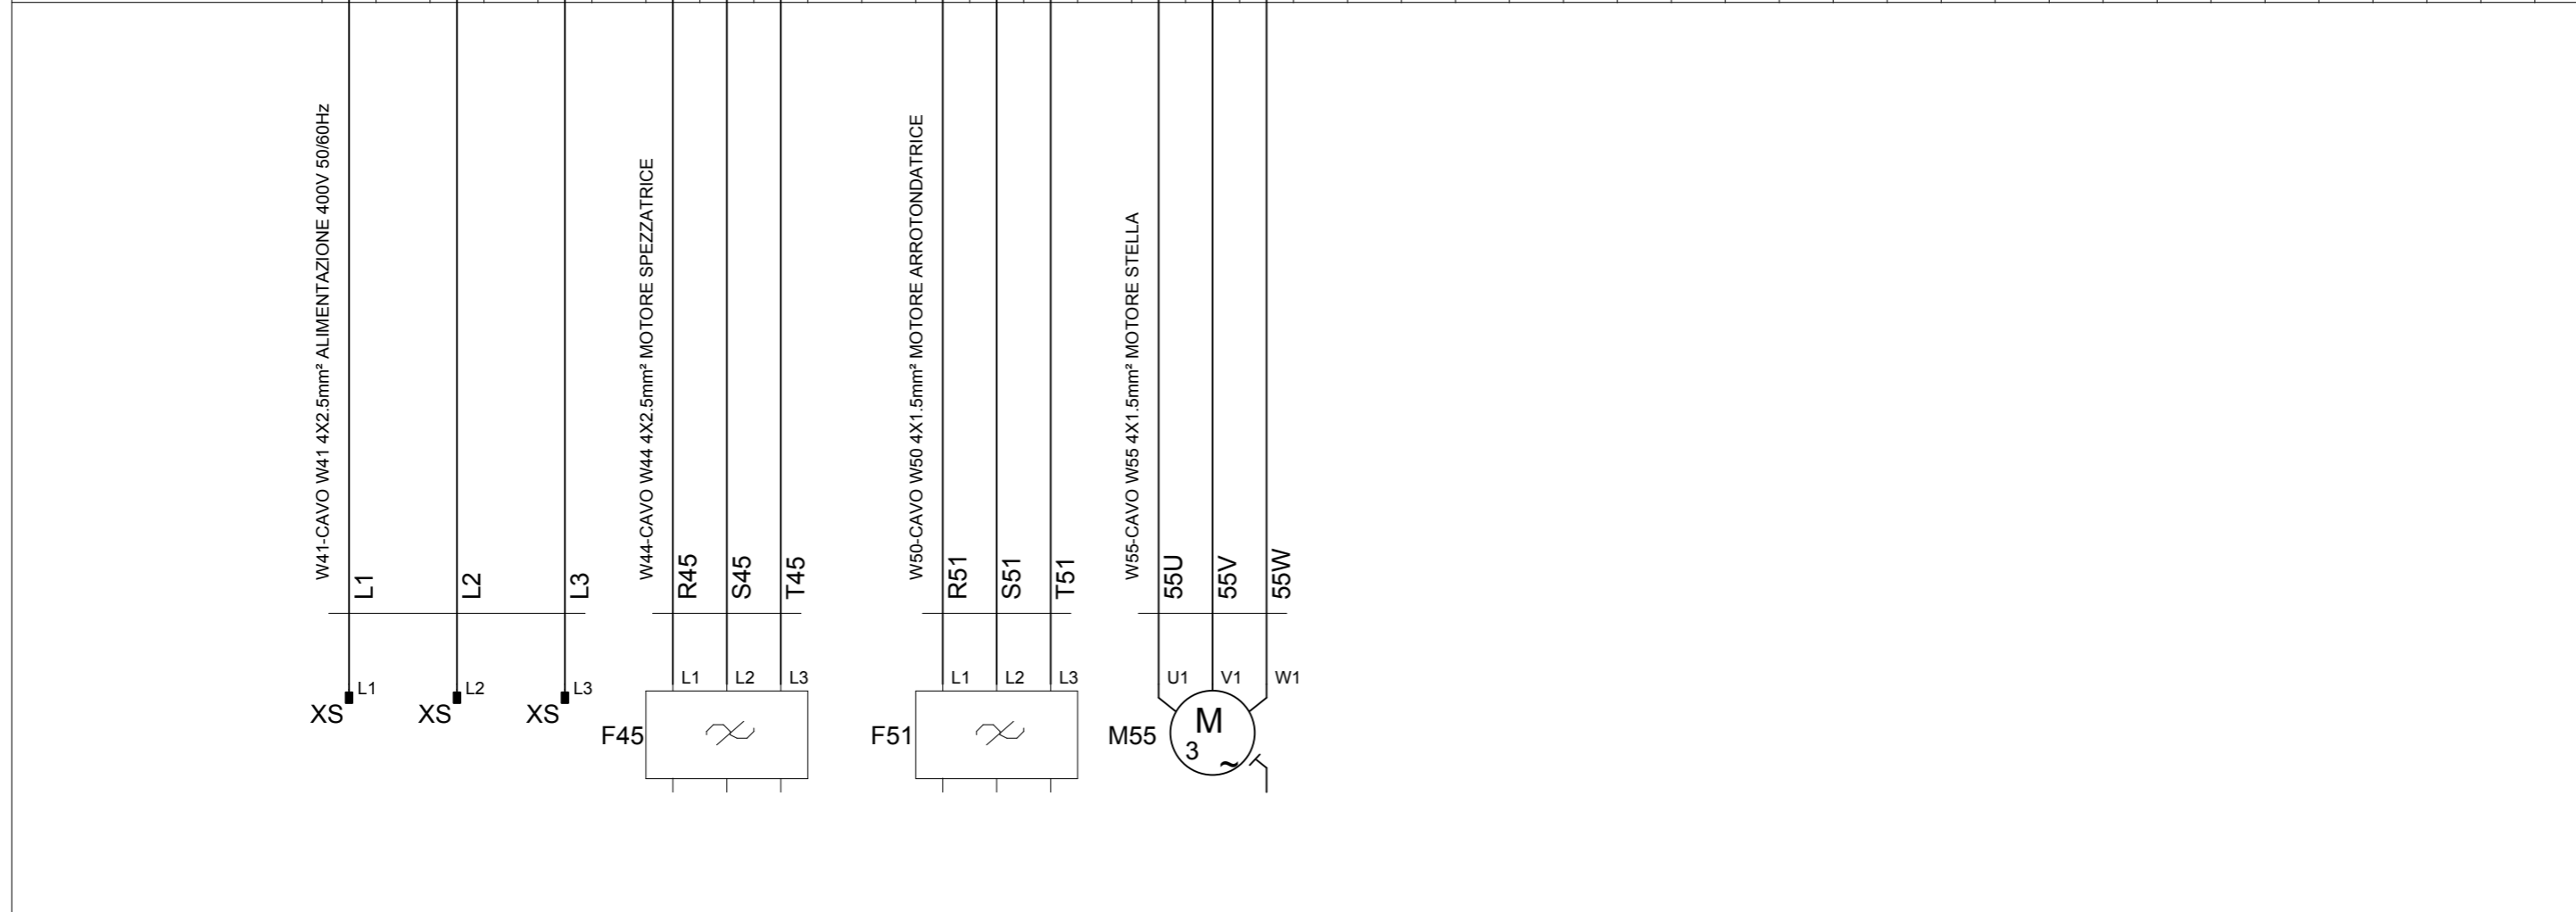 W41-CAVO W41 4X2.5mm² ALIMENTAZIONE 400V 50/60Hz
L1
L2
L3
W44-CAVO W44 4X2.5mm² MOTORE SPEZZATRICE
R45
S45
T45
W50-CAVO W50 4X1.5mm² MOTORE ARROTONDATRICE
R51
S51
T51
W55-CAVO W55 4X1.5mm² MOTORE STELLA
55U
55V
55W
XS L1
XS L2
XS L3
L1 L2 L3
F45
L1 L2 L3
F51
U1 V1 W1
M55
M
3 ~